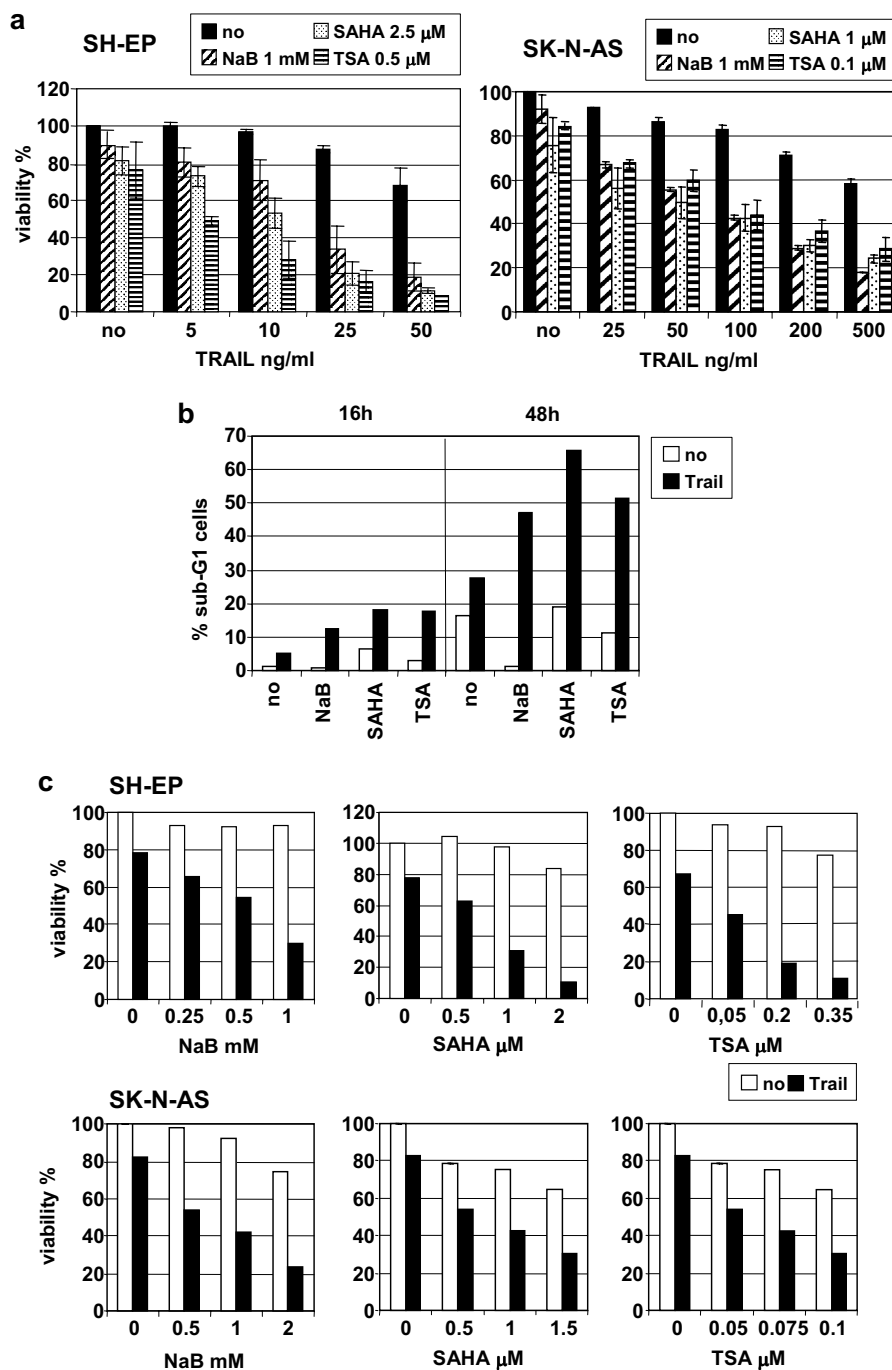 a
SH-EP
no
SAHA 2.5 μM
NaB 1 mM
TSA 0.5 μM
viability %
120
100
80
60
40
20
0
no 5 10 25 50
TRAIL ng/ml
SK-N-AS
no
SAHA 1 μM
NaB 1 mM
TSA 0.1 μM
100
80
60
40
20
0
no 25 50 100 200 500
TRAIL ng/ml
b
16h 48h
% sub-G1 cells
70
60
50
40
30
20
10
0
no NaB SAHA TSA no NaB SAHA TSA
no
Trail
c
SH-EP
viability %
100
80
60
40
20
0
0 0.25 0.5 1
NaB mM
120
100
80
60
40
20
0
0 0.5 1 2
SAHA μM
100
80
60
40
20
0
0 0,05 0.2 0.35
TSA μM
no Trail
SK-N-AS
viability %
100
80
60
40
20
0
0 0.5 1 2
NaB mM
100
80
60
40
20
0
0 0.5 1 1.5
SAHA μM
100
80
60
40
20
0
0 0.05 0.075 0.1
TSA μM